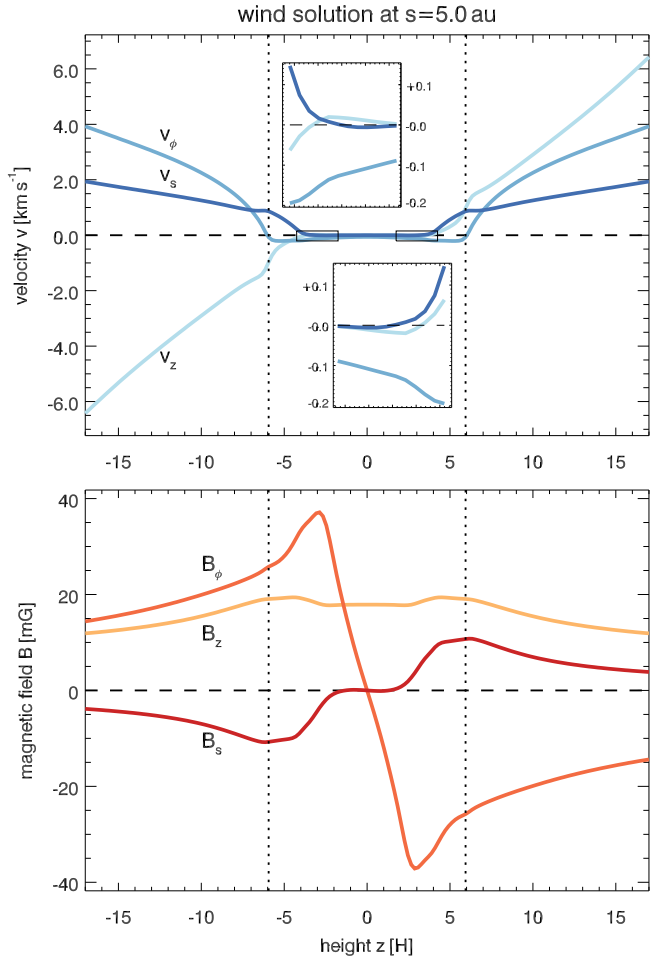 wind solution at s=5.0 au
velocity v [km s⁻¹]
6.0
4.0
2.0
0.0
-2.0
-4.0
-6.0
v_ϕ
v_s
v_z
+0.1
-0.0
-0.1
-0.2
+0.1
-0.0
-0.1
-0.2
-15 -10 -5 0 5 10 15
magnetic field B [mG]
40
20
0
-20
-40
B_ϕ
B_z
B_s
-15 -10 -5 0 5 10 15
height z [H]